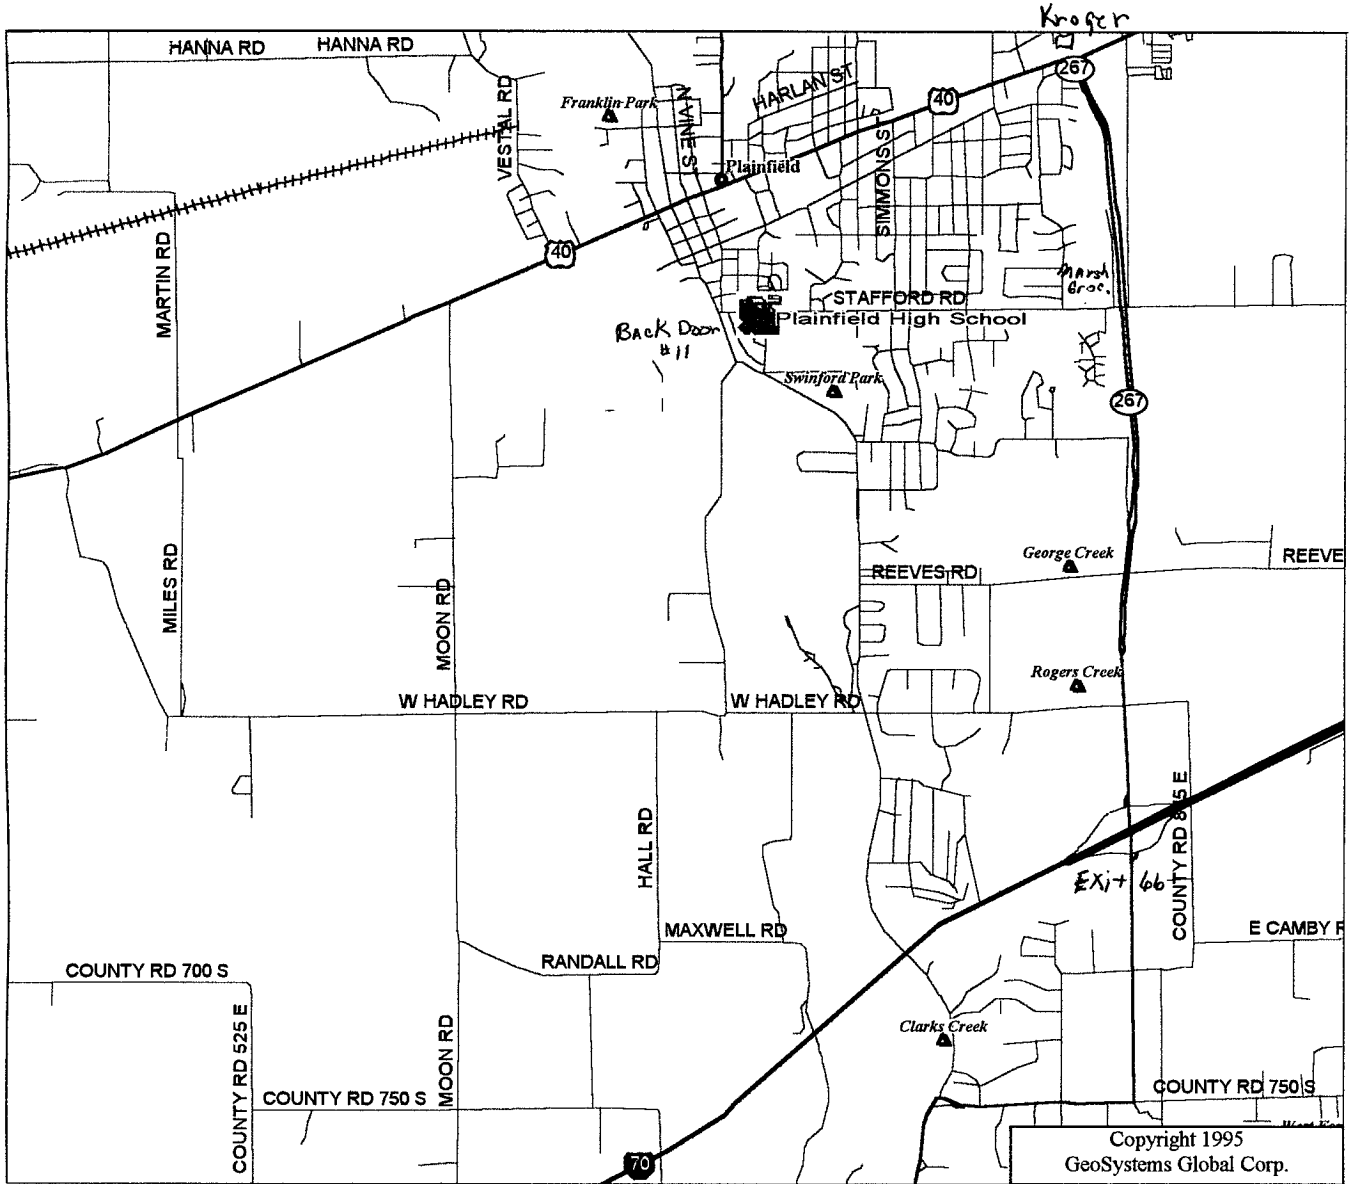 Kroger
HANNA RD
HANNA RD
267
VESTAL RD
Franklin Park
VINEN ST
HARLAN ST
40
SIMMONS ST
Plainfield
MARTIN RD
40
Marsh
Groc.
STAFFORD RD
Plainfield High School
Back Door
#11
Swinford Park
267
MILES RD
MOON RD
George Creek
REEVES RD
REEVE
Rogers Creek
W HADLEY RD
W HADLEY RD
HALL RD
Exit 66
MAXWELL RD
RANDALL RD
E CAMBY R
COUNTY RD 700 S
COUNTY RD 525 E
MOON RD
Clarks Creek
COUNTY RD 750 S
COUNTY RD 750 S
70
Copyright 1995
GeoSystems Global Corp.